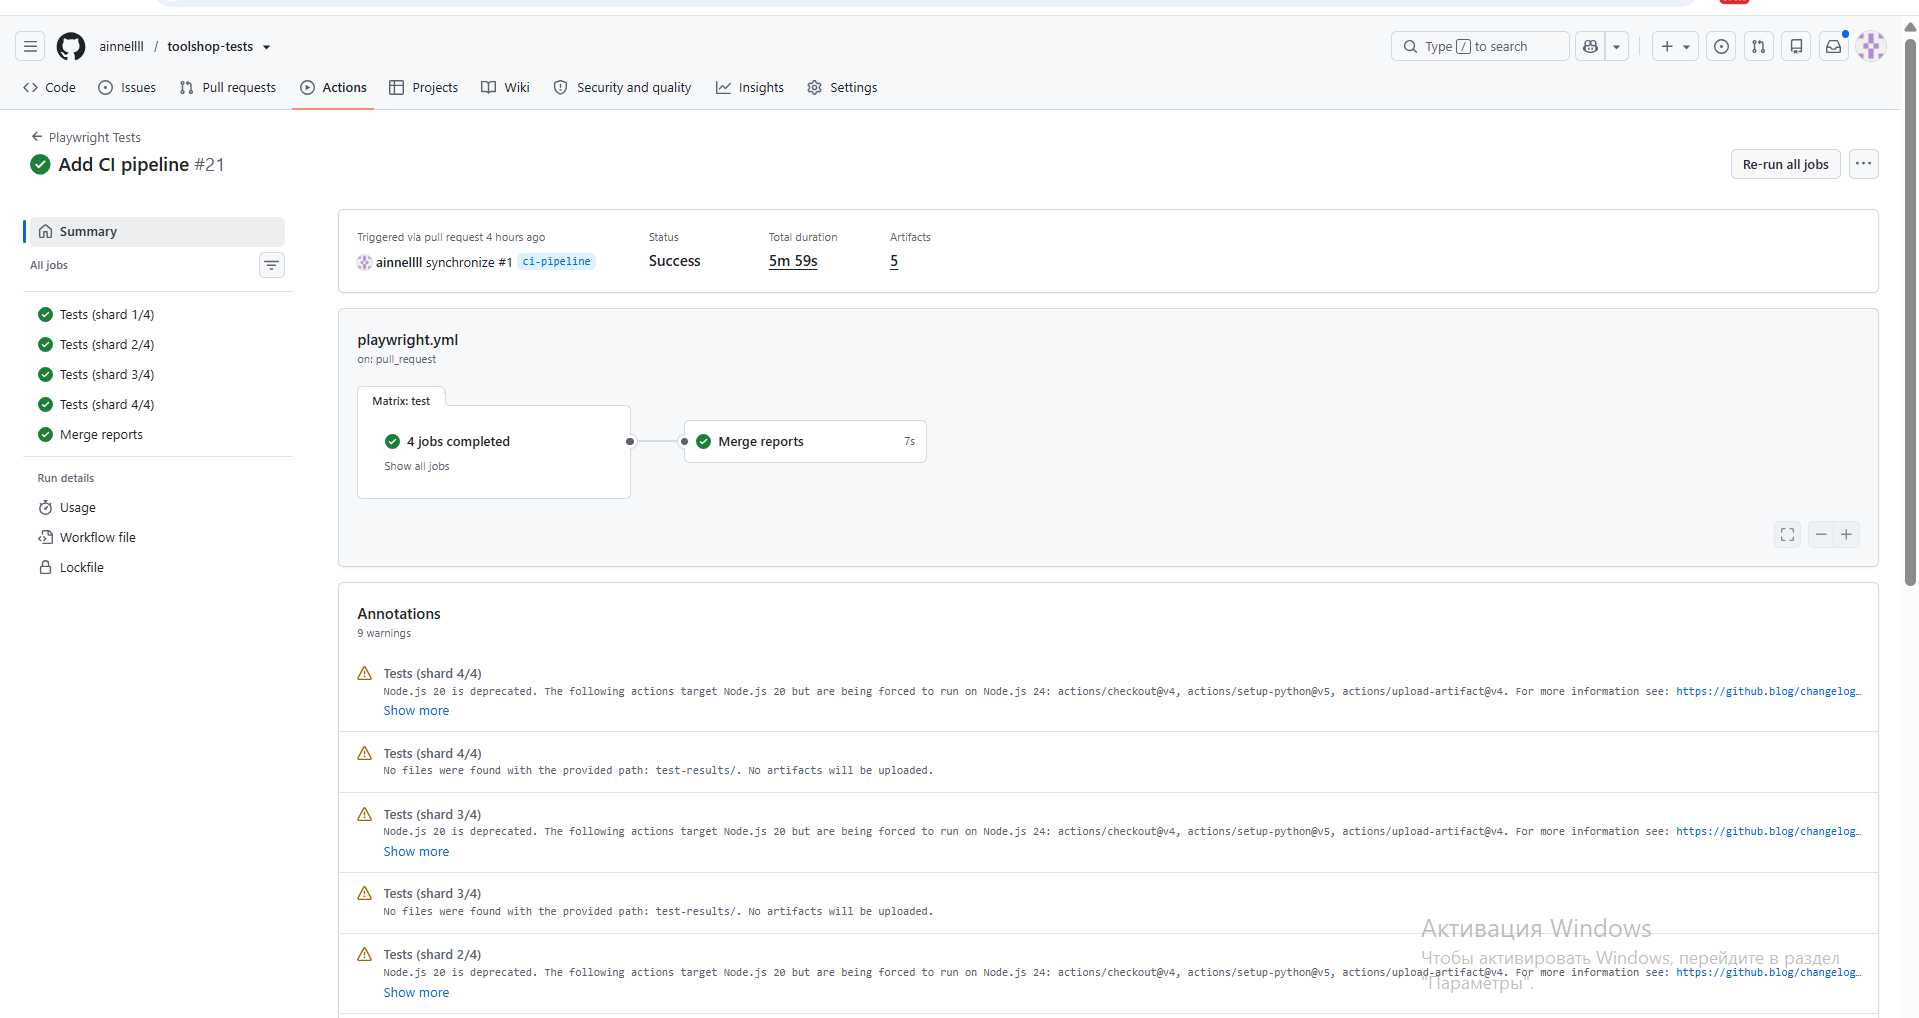 ainnellll / toolshop-tests
Type / to search
Code
Issues
Pull requests
Actions
Projects
Wiki
Security and quality
Insights
Settings
Playwright Tests
Add CI pipeline #21
Re-run all jobs
Summary
All jobs
Tests (shard 1/4)
Tests (shard 2/4)
Tests (shard 3/4)
Tests (shard 4/4)
Merge reports
Run details
Usage
Workflow file
Lockfile
Triggered via pull request 4 hours ago
ainnellll synchronize #1 ci-pipeline
Status
Success
Total duration
5m 59s
Artifacts
5
playwright.yml
on: pull_request
Matrix: test
4 jobs completed
Show all jobs
Merge reports 7s
Annotations
9 warnings
Tests (shard 4/4)
Node.js 20 is deprecated. The following actions target Node.js 20 but are being forced to run on Node.js 24: actions/checkout@v4, actions/setup-python@v5, actions/upload-artifact@v4. For more information see: https://github.blog/changelog…
Show more
Tests (shard 4/4)
No files were found with the provided path: test-results/. No artifacts will be uploaded.
Tests (shard 3/4)
Node.js 20 is deprecated. The following actions target Node.js 20 but are being forced to run on Node.js 24: actions/checkout@v4, actions/setup-python@v5, actions/upload-artifact@v4. For more information see: https://github.blog/changelog…
Show more
Tests (shard 3/4)
No files were found with the provided path: test-results/. No artifacts will be uploaded.
Tests (shard 2/4)
Node.js 20 is deprecated. The following actions target Node.js 20 but are being forced to run on Node.js 24: actions/checkout@v4, actions/setup-python@v5, actions/upload-artifact@v4. For more information see: https://github.blog/changelog…
Show more
Активация Windows
Чтобы активировать Windows, перейдите в раздел
"Параметры".